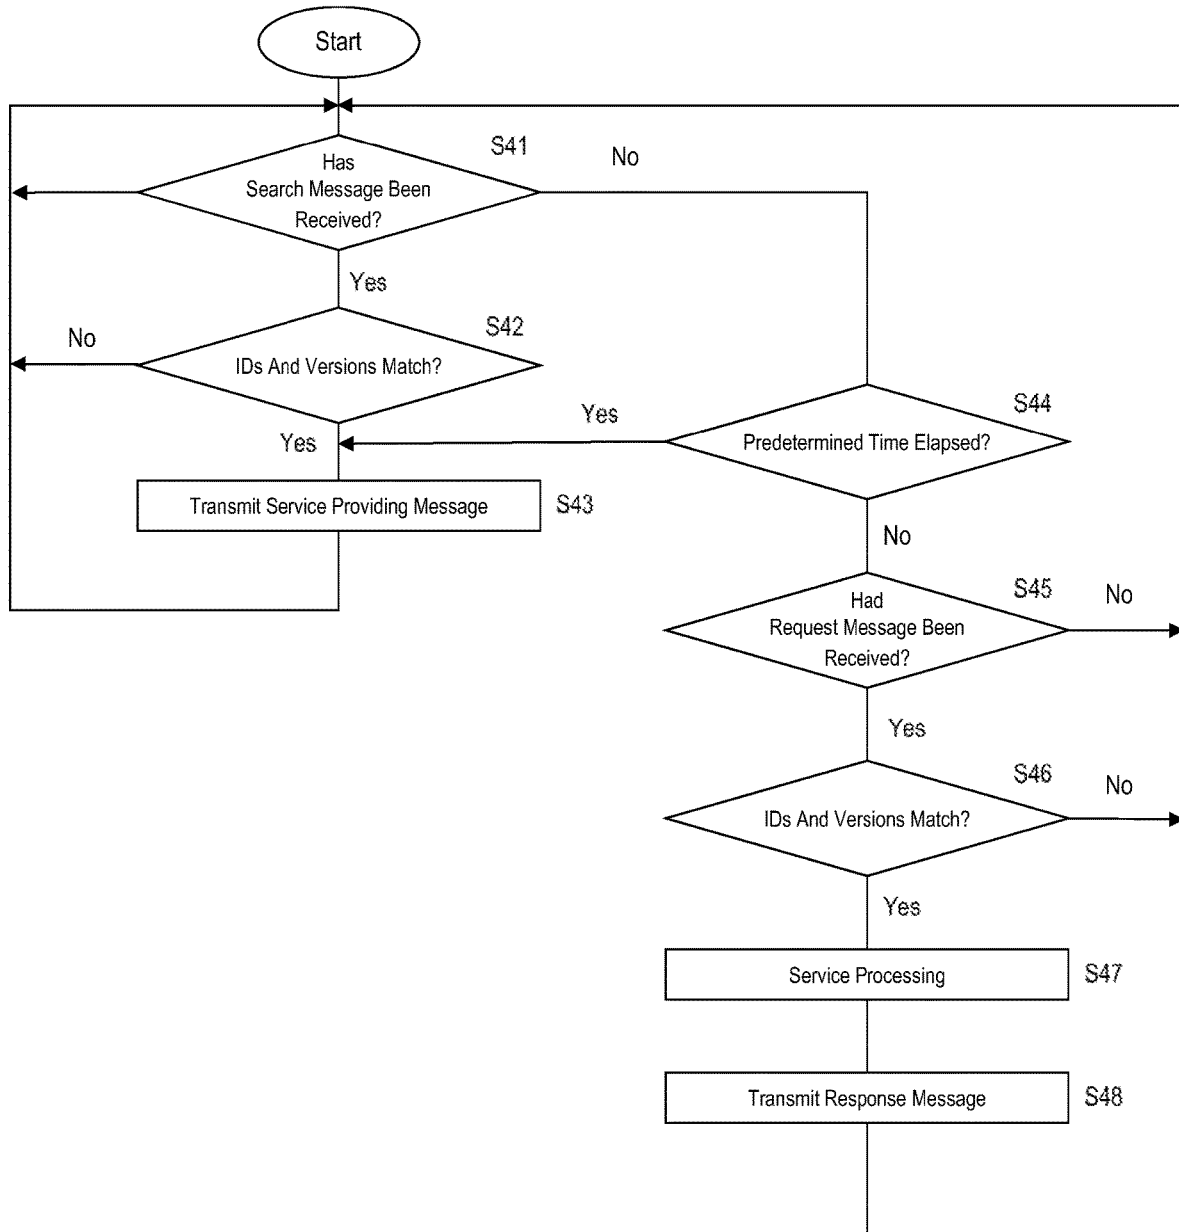 Start
S41
Has
Search Message Been
Received?
No
Yes
S42
No
IDs And Versions Match?
Yes
Yes
S44
Predetermined Time Elapsed?
Transmit Service Providing Message
S43
No
S45
No
Had
Request Message Been
Received?
Yes
S46
No
IDs And Versions Match?
Yes
Service Processing
S47
Transmit Response Message
S48